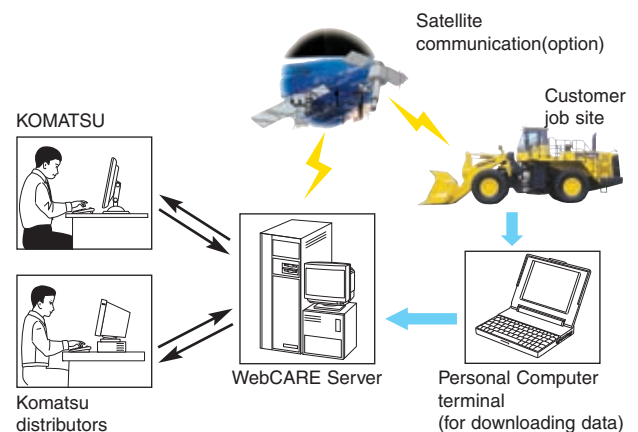 Satellite
communication(option)
Customer
job site
KOMATSU
WebCARE Server
Personal Computer
terminal
(for downloading data)
Komatsu
distributors